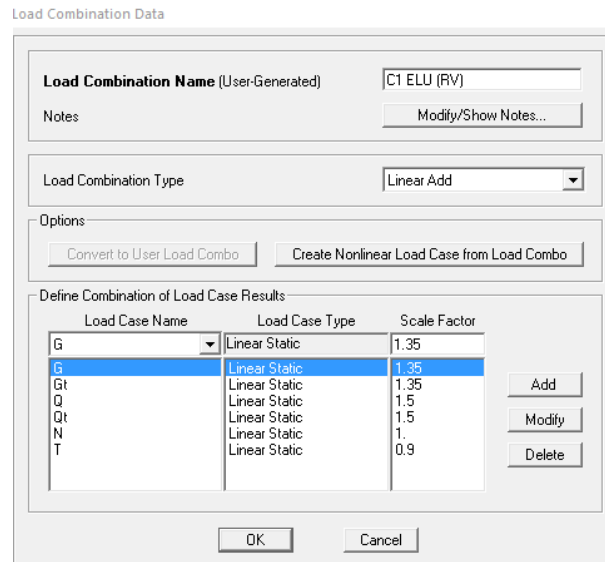 Load Combination Data
Load Combination Name (User-Generated) C1 ELU (RV)
Notes Modify/Show Notes...
Load Combination Type Linear Add
Options
Convert to User Load Combo Create Nonlinear Load Case from Load Combo
Define Combination of Load Case Results
Load Case Name Load Case Type Scale Factor
G Linear Static 1.35
G Linear Static 1.35
Gt Linear Static 1.35 Add
Q Linear Static 1.5
Qt Linear Static 1.5 Modify
N Linear Static 1.
T Linear Static 0.9 Delete
OK Cancel